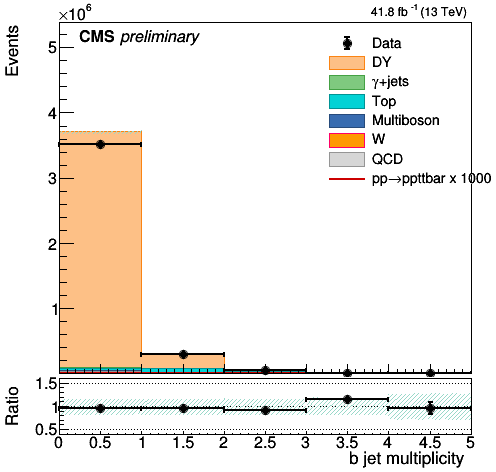 ×10⁶
41.8 fb⁻¹ (13 TeV)
CMS preliminary
Events
5
4
3
2
1
Data
DY
γ+jets
Top
Multiboson
W
QCD
pp→ppttbar x 1000
Ratio
1.5
1
0.5
0 0.5 1 1.5 2 2.5 3 3.5 4 4.5 5
b jet multiplicity